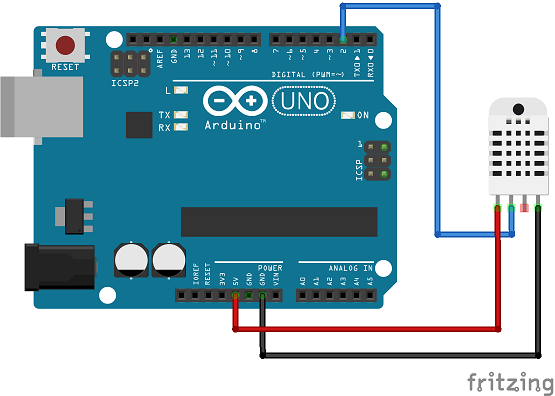 RESET
ICSP2
AREF
GND
13
12
~11
~10
~9
8
7
~6
~5
4
~3
2
TXD▶1
RXD◀0
DIGITAL (PWM=~)
L
TX
RX
UNO
Arduino™
ON
1
ICSP
IOREF
RESET
3V3
5V
GND
GND
VIN
POWER
ANALOG IN
A0
A1
A2
A3
A4
A5
fritzing